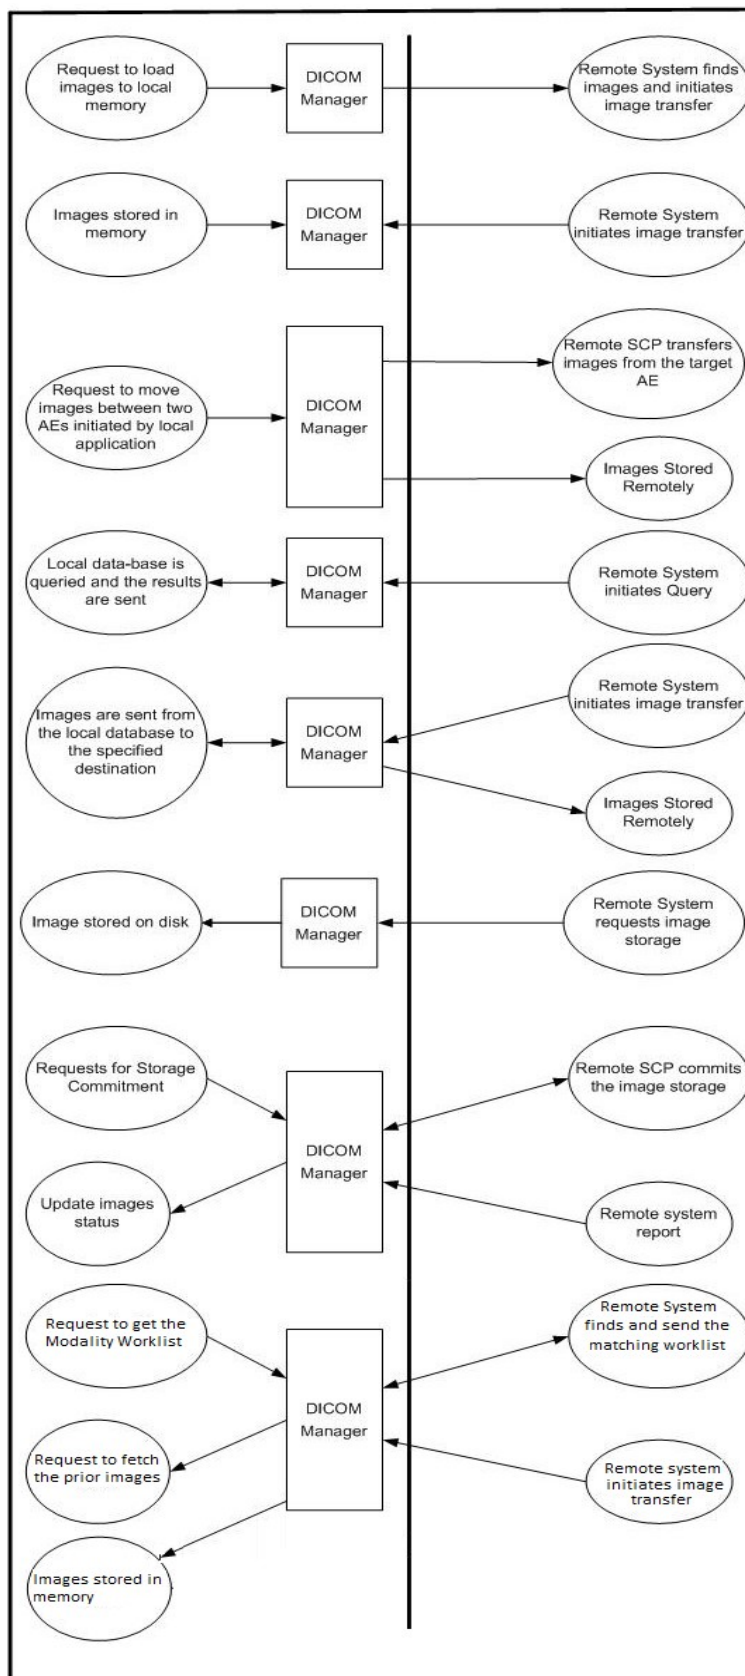 Request to load
images to local
memory
DICOM
Manager
Remote System finds
images and initiates
image transfer
Images stored in
memory
DICOM
Manager
Remote System
initiates image transfer
Request to move
images between two
AEs initiated by local
application
DICOM
Manager
Remote SCP transfers
images from the target
AE
Images Stored
Remotely
Local data-base is
queried and the results
are sent
DICOM
Manager
Remote System
initiates Query
Images are sent from
the local database to
the specified
destination
DICOM
Manager
Remote System
initiates image transfer
Images Stored
Remotely
Image stored on disk
DICOM
Manager
Remote System
requests image
storage
Requests for Storage
Commitment
Update images
status
DICOM
Manager
Remote SCP commits
the image storage
Remote system
report
Request to get the
Modality Worklist
Request to fetch
the prior images
Images stored in
memory
DICOM
Manager
Remote System
finds and send the
matching worklist
Remote system
initiates image
transfer